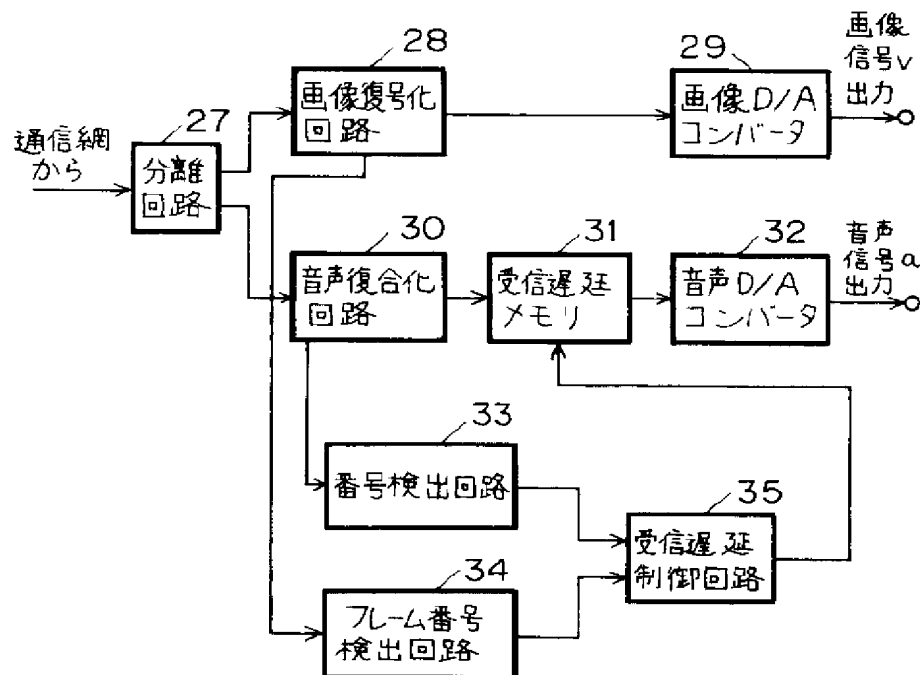 28
画像復号化
回路
29
画像D/A
コンバータ
画像
信号v
出力
通信網
から
27
分離
回路
30
音声復合化
回路
31
受信遅延
メモリ
32
音声D/A
コンバータ
音声
信号a
出力
33
番号検出回路
34
フレーム番号
検出回路
35
受信遅延
制御回路